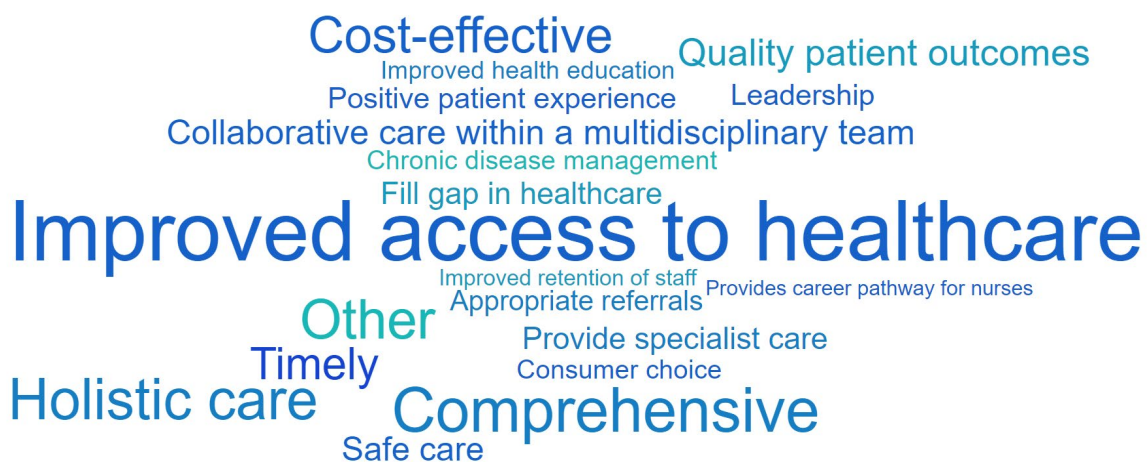 Cost-effective
Quality patient outcomes
Improved health education
Positive patient experience
Leadership
Collaborative care within a multidisciplinary team
Chronic disease management
Fill gap in healthcare
Improved access to healthcare
Improved retention of staff
Provides career pathway for nurses
Appropriate referrals
Other
Provide specialist care
Timely
Consumer choice
Holistic care
Comprehensive
Safe care